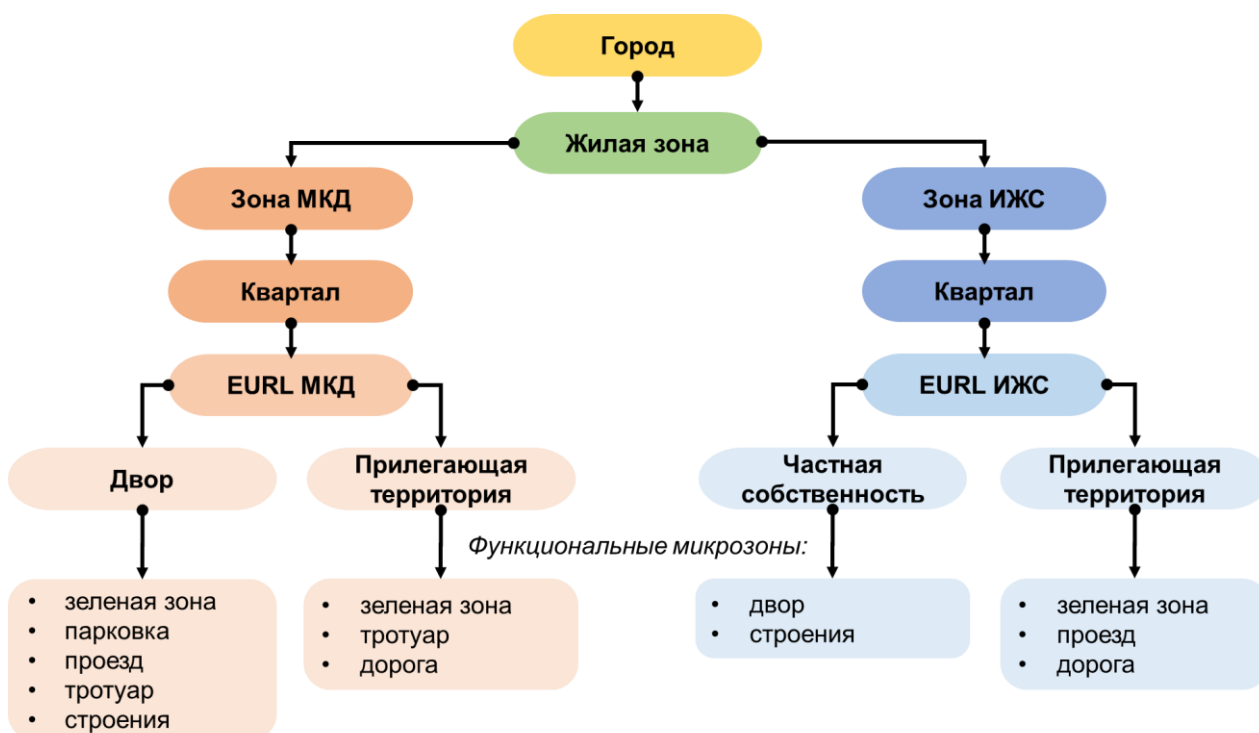 Город
Жилая зона
Зона МКД
Зона ИЖС
Квартал
Квартал
EURL МКД
EURL ИЖС
Двор
Прилегающая
территория
Частная
собственность
Прилегающая
территория
Функциональные микрозоны:
• зеленая зона
• парковка
• проезд
• тротуар
• строения
• зеленая зона
• тротуар
• дорога
• двор
• строения
• зеленая зона
• проезд
• дорога